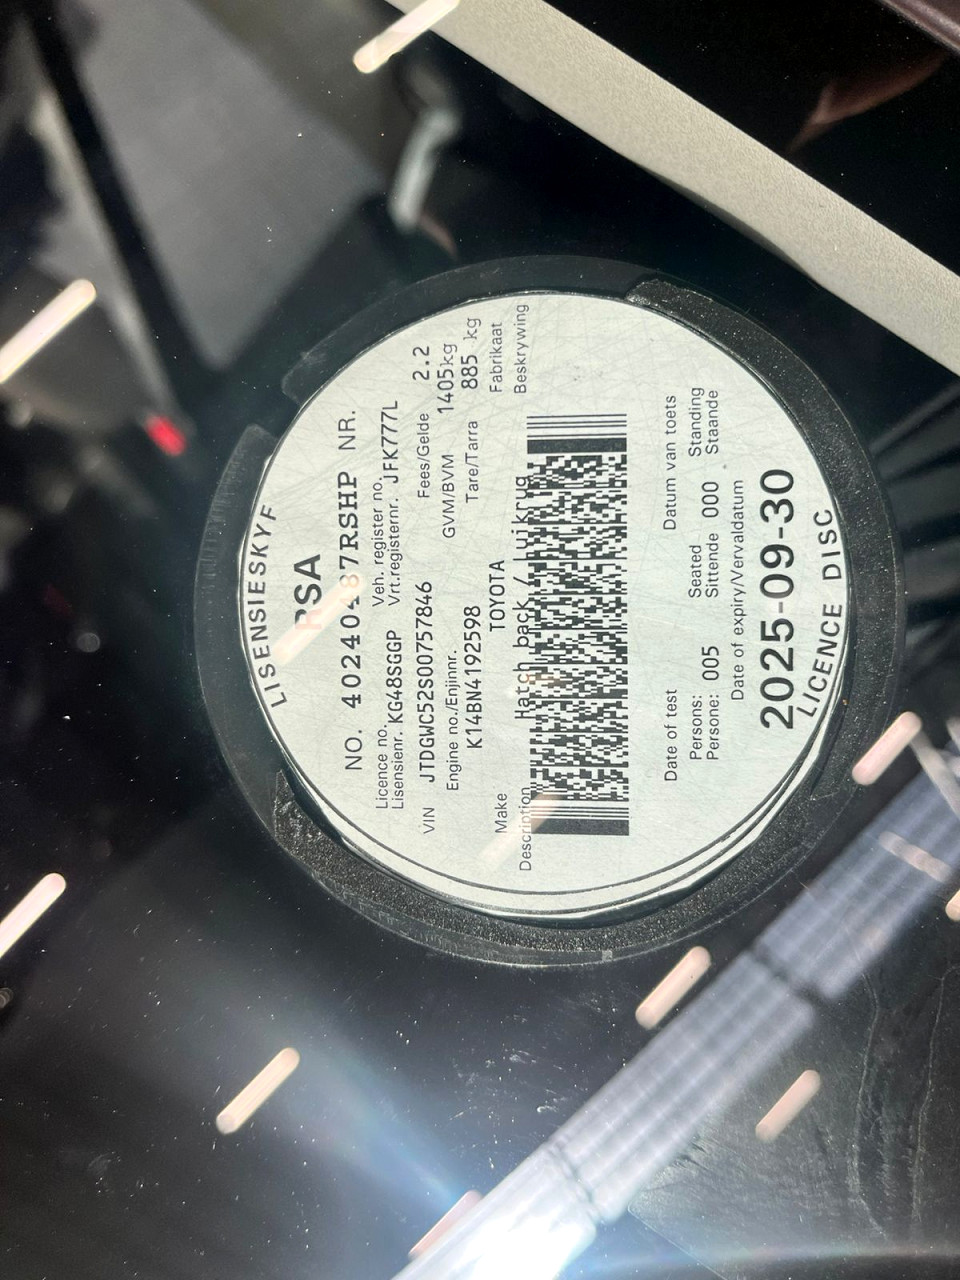 LISENSIESKYF
RSA
NO. 40240487RSHP NR.
Licence no. Veh. register no.
Lisensienr. KG48SGGP Vrt.registernr. JFK777L
VIN JTDGWC52S00757846 Fees/Gelde 2.2
Engine no./Enjinnr. GVM/BVM 1405kg
K14BN4192598 Tare/Tarra 885 kg
Make TOYOTA Fabrikaat
Description Hatch back / Luikrug Beskrywing
Date of test Datum van toets
Persons: 005 Seated 000 Standing
Persone: Sittende Staande
Date of expiry/Vervaldatum
2025-09-30
LICENCE DISC